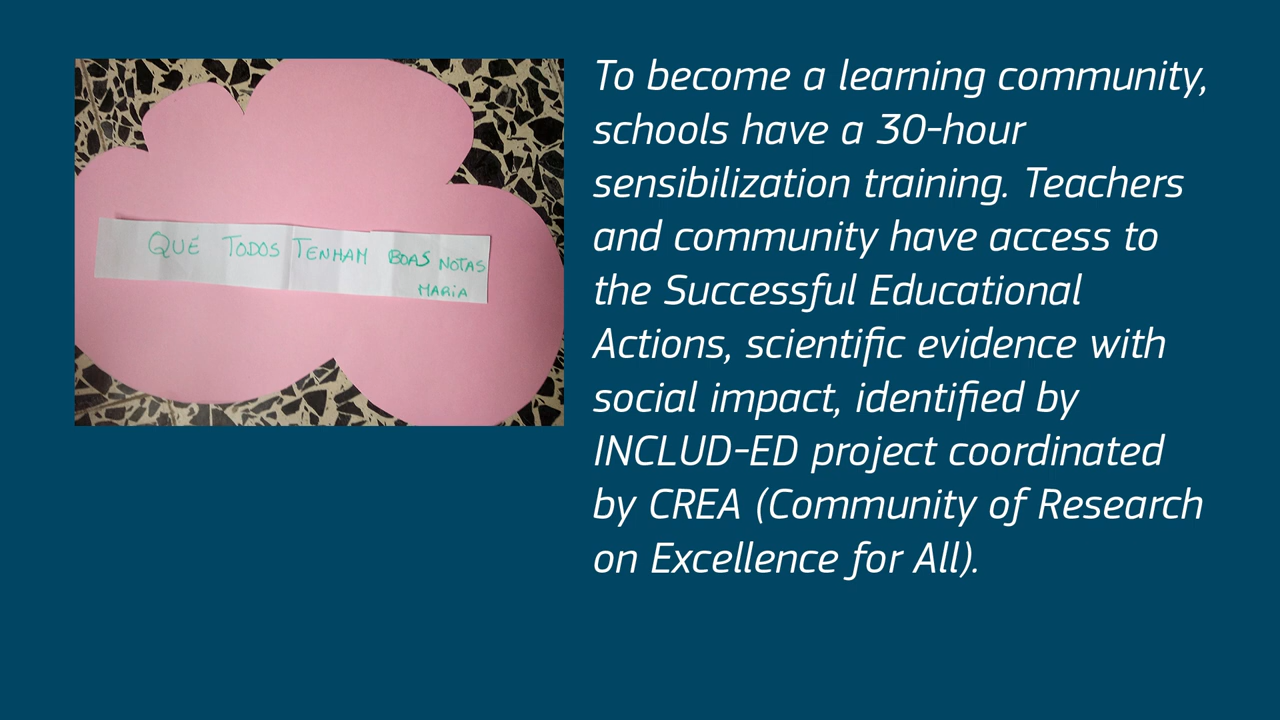 QUE TODOS TENHAM BOAS NOTAS
MARIA
To become a learning community,
schools have a 30-hour
sensibilization training. Teachers
and community have access to
the Successful Educational
Actions, scientific evidence with
social impact, identified by
INCLUD-ED project coordinated
by CREA (Community of Research
on Excellence for All).